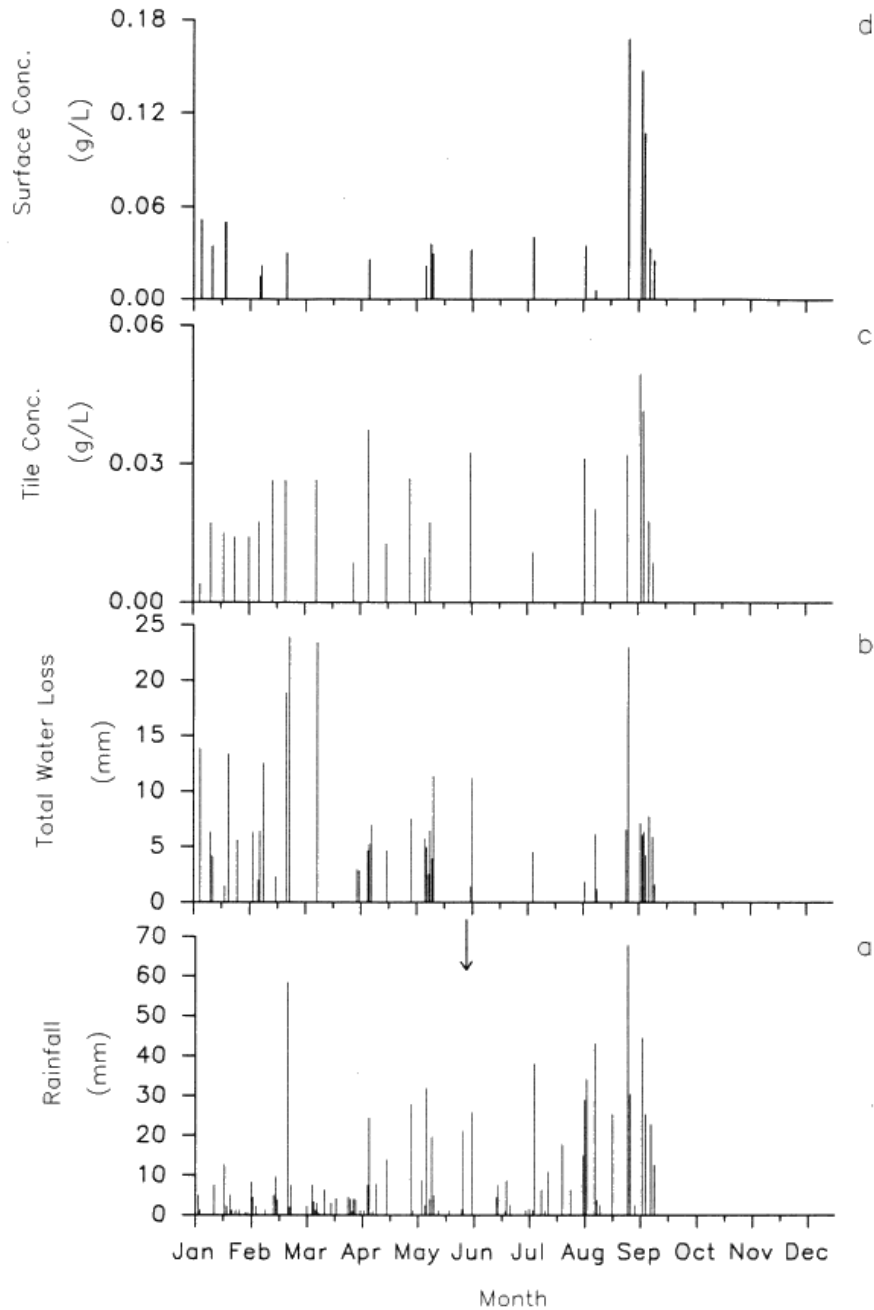 d
Surface Conc.
(g/L)
0.18
0.12
0.06
0.00
c
Tile Conc.
(g/L)
0.06
0.03
0.00
b
Total Water Loss
(mm)
25
20
15
10
5
0
a
Rainfall
(mm)
70
60
50
40
30
20
10
0
Jan Feb Mar Apr May Jun Jul Aug Sep Oct Nov Dec
Month